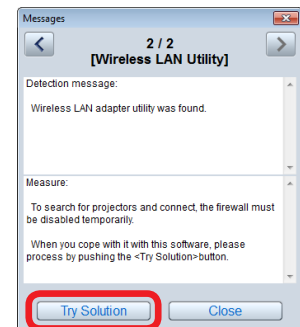 Messages
2 / 2
[Wireless LAN Utility]
Detection message:
Wireless LAN adapter utility was found.
Measure:
To search for projectors and connect, the firewall must
be disabled temporarily.
When you cope with it with this software, please
process by pushing the <Try Solution>button.
Try Solution
Close